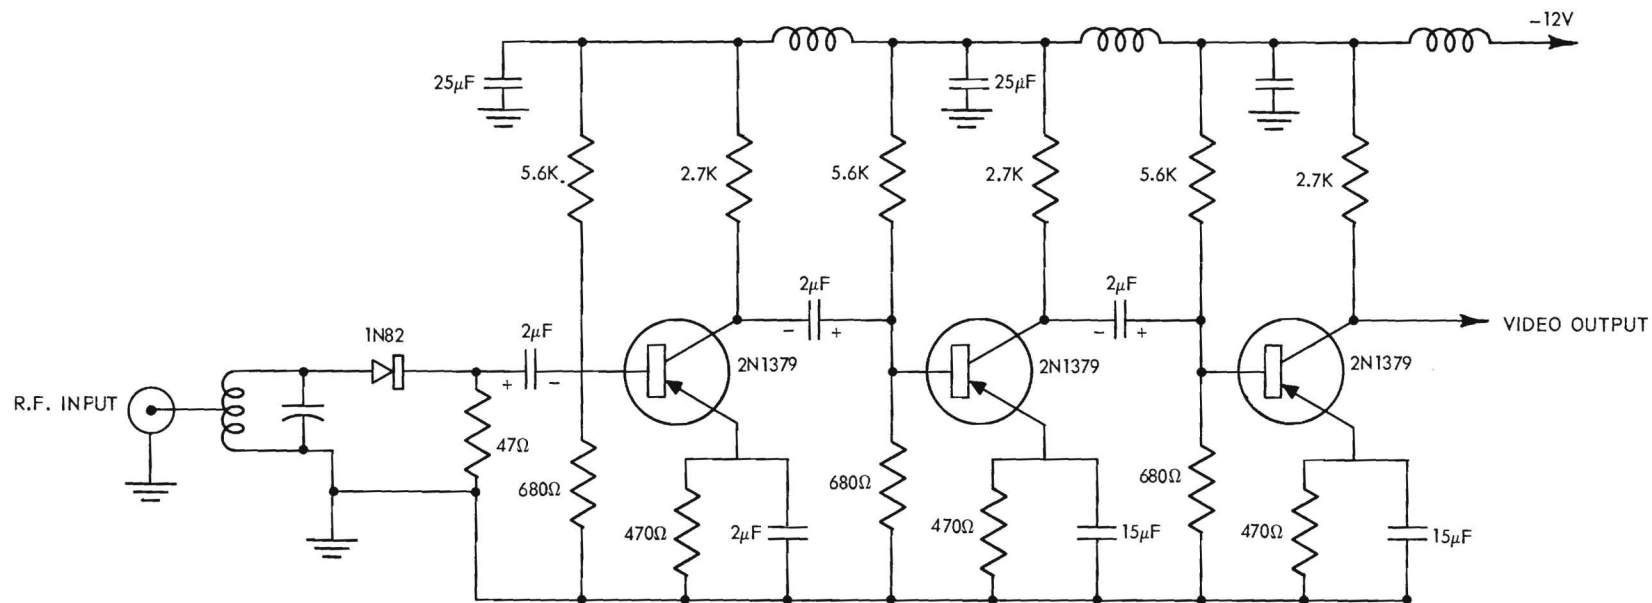 −12V
25μF
25μF
5.6K
2.7K
5.6K
2.7K
5.6K
2.7K
2μF
2μF
− +
− +
1N82
2μF
+ −
2N1379
2N1379
2N1379
VIDEO OUTPUT
R.F. INPUT
47Ω
680Ω
680Ω
680Ω
470Ω
2μF
470Ω
15μF
470Ω
15μF